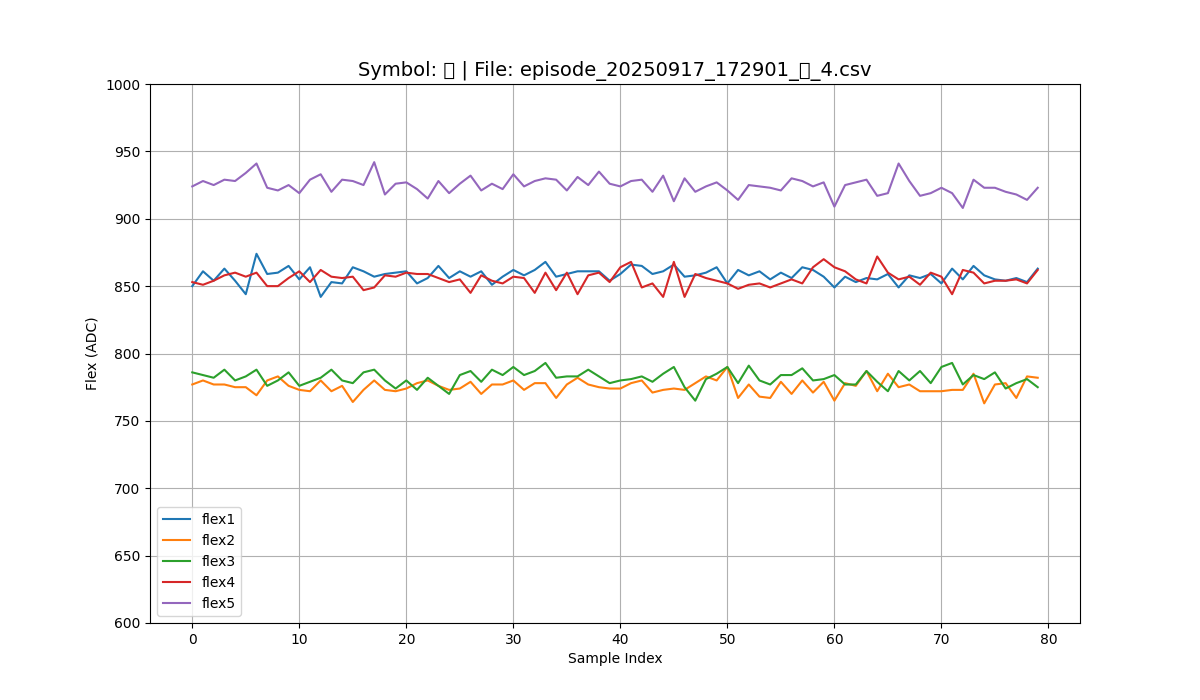 Symbol: | File: episode_20250917_172901_ _4.csv
1000
950
900
850
800
750
700
650
600
Flex (ADC)
flex1
flex2
flex3
flex4
flex5
0 10 20 30 40 50 60 70 80
Sample Index